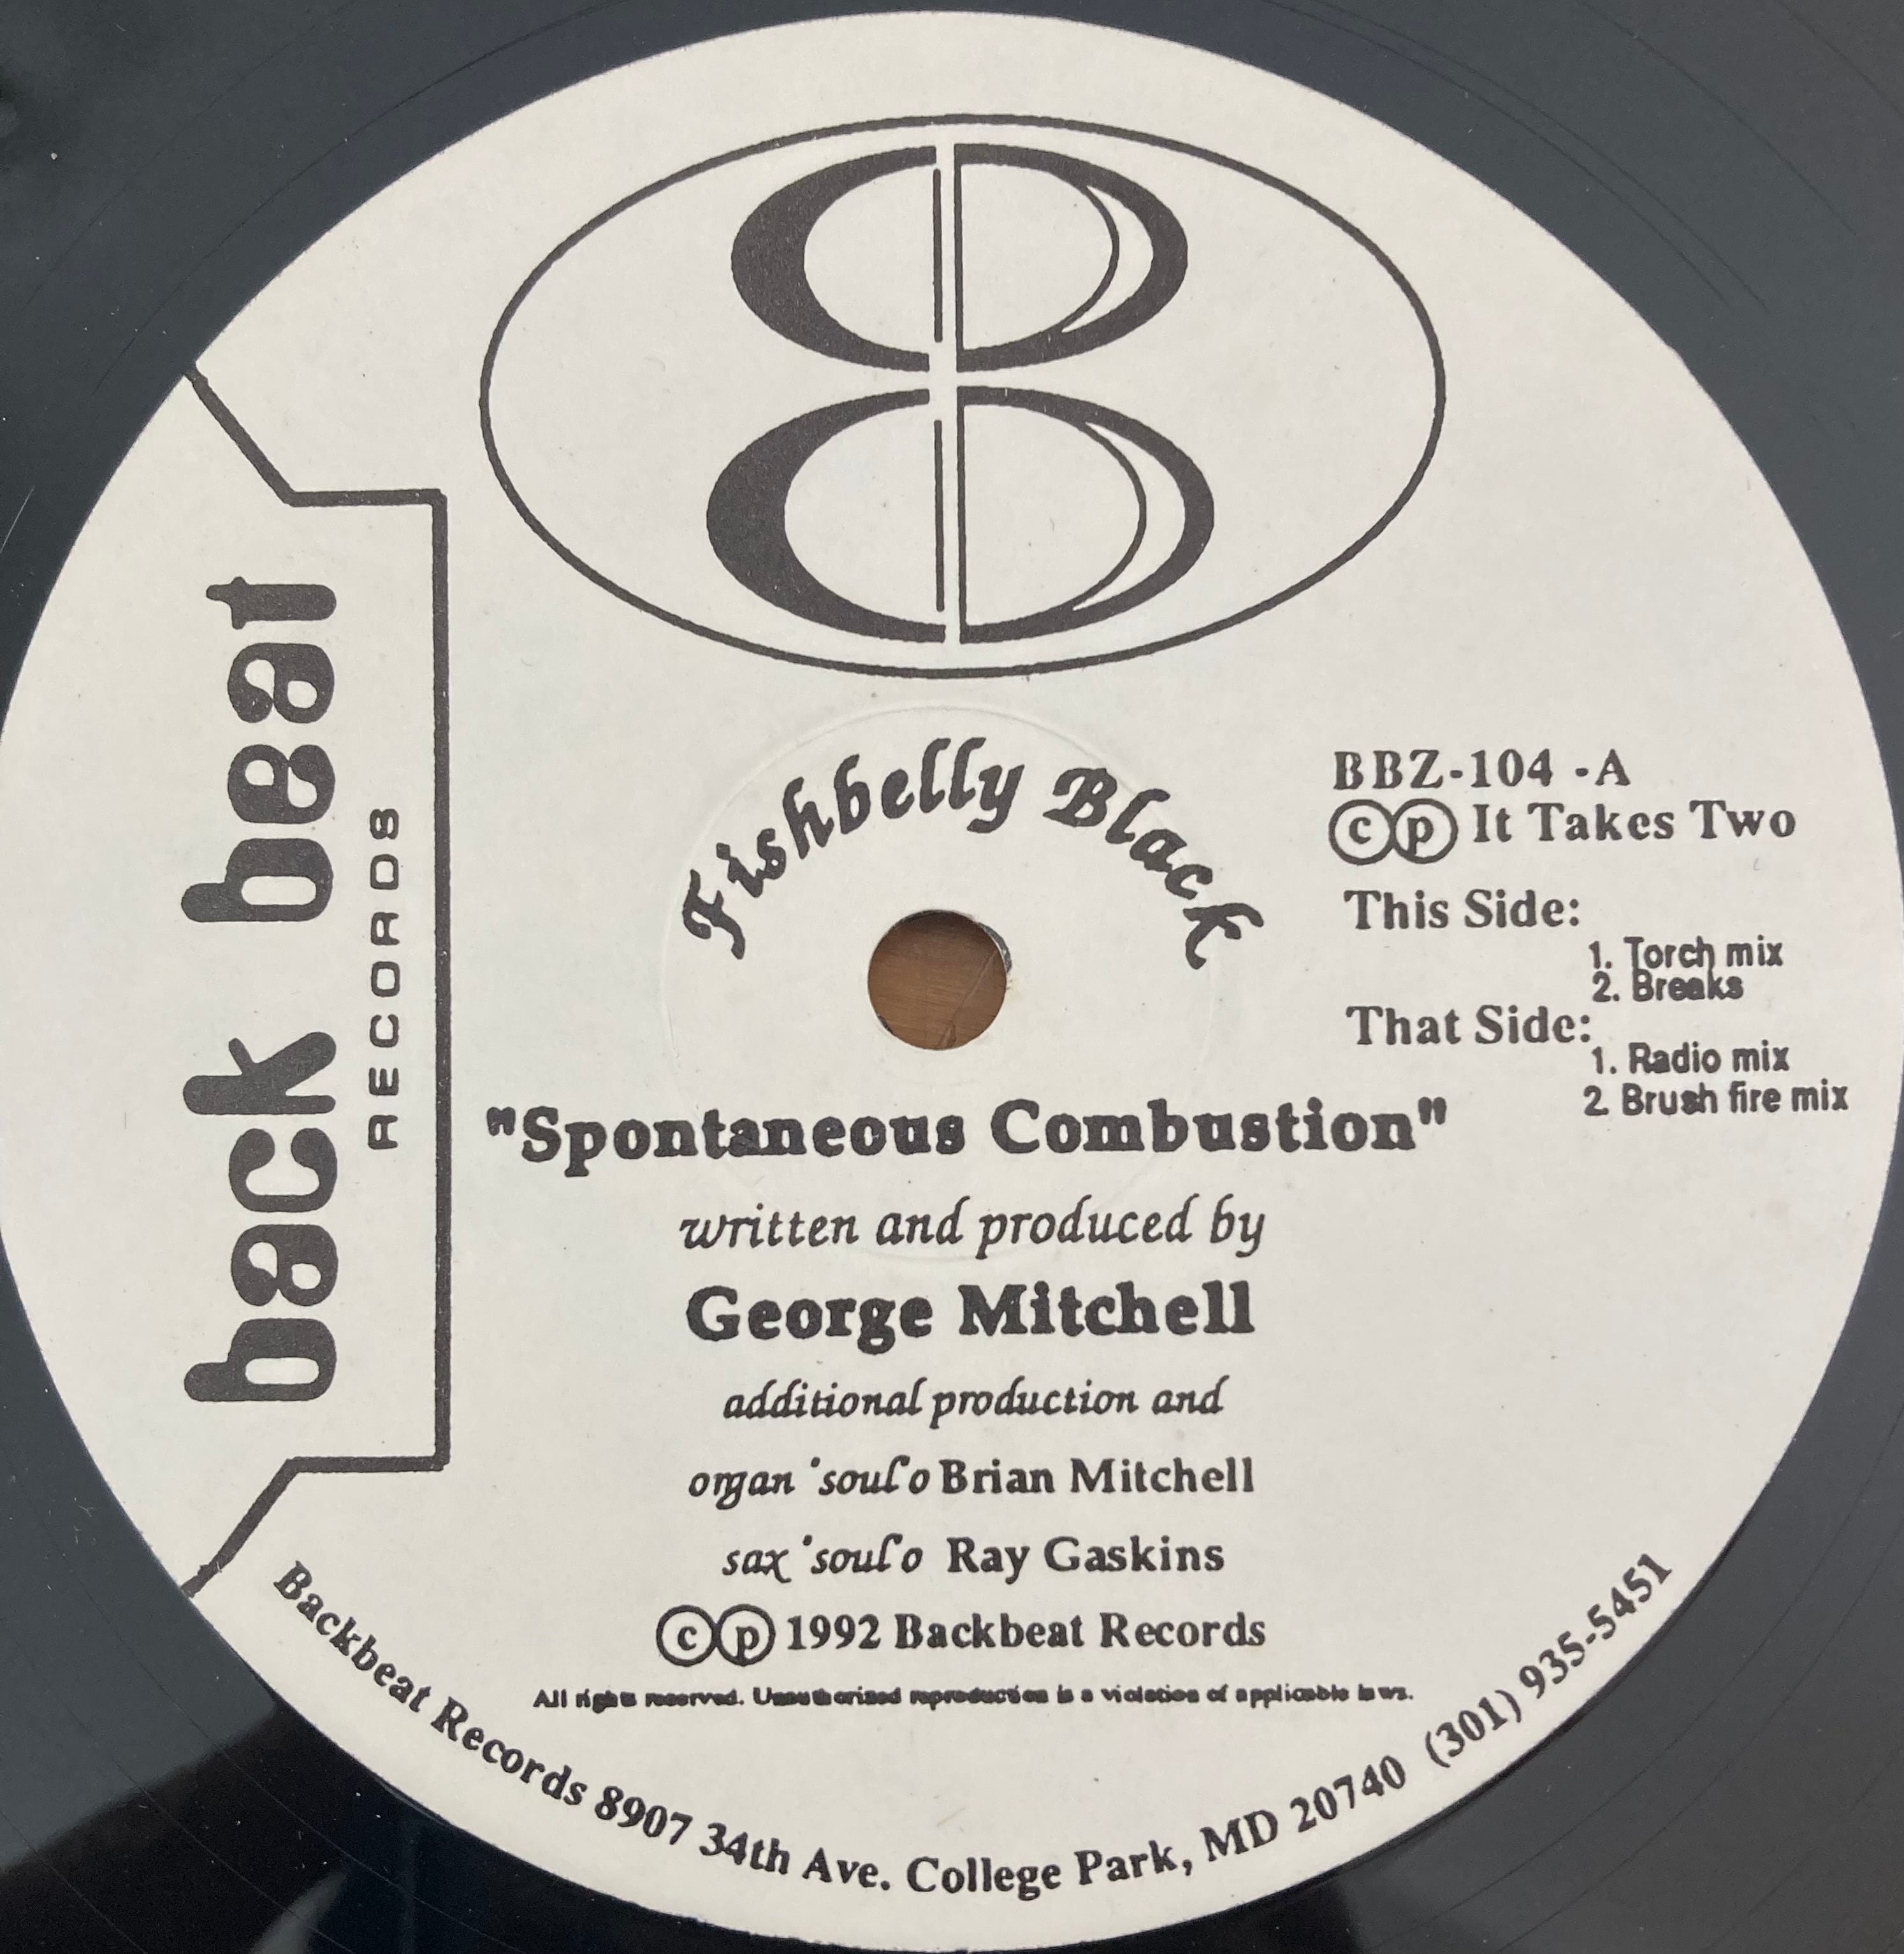 back beat
RECORDS
Fishbelly Black
BBZ-104 -A
©℗ It Takes Two
This Side:
1. Torch mix
2. Breaks
That Side:
1. Radio mix
2. Brush fire mix
"Spontaneous Combustion"
written and produced by
George Mitchell
additional production and
organ 'soul'o Brian Mitchell
sax 'soul'o Ray Gaskins
©℗ 1992 Backbeat Records
All rights reserved. Unauthorized reproduction is a violation of applicable laws.
Backbeat Records 8907 34th Ave. College Park, MD 20740 (301) 935-5451